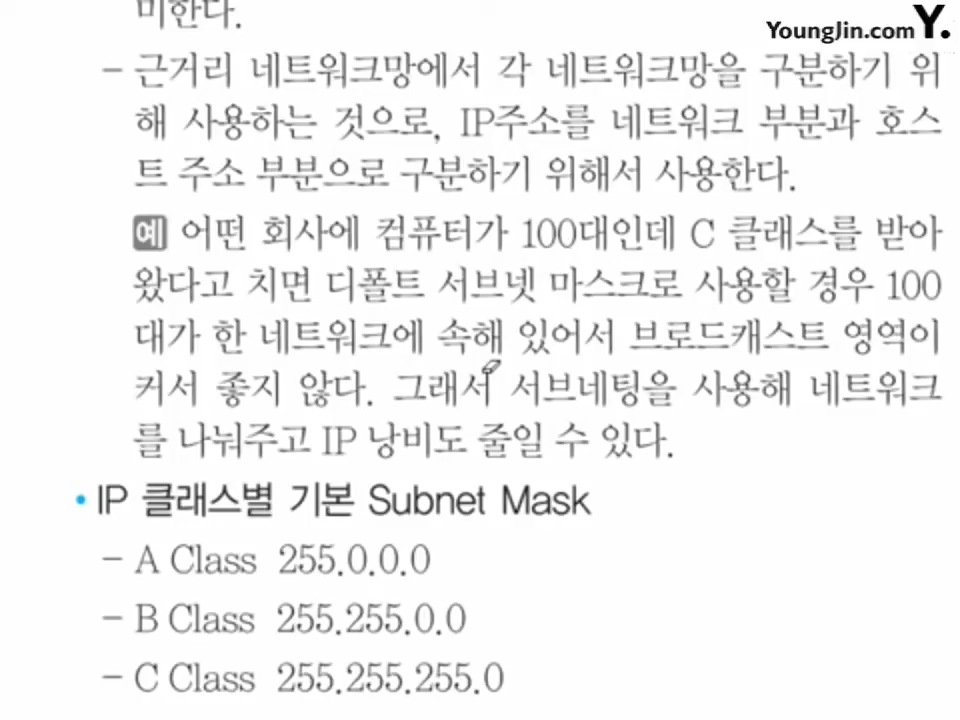 미한다.
YoungJin.com Y.
– 근거리 네트워크망에서 각 네트워크망을 구분하기 위
해 사용하는 것으로, IP주소를 네트워크 부분과 호스
트 주소 부분으로 구분하기 위해서 사용한다.
예 어떤 회사에 컴퓨터가 100대인데 C 클래스를 받아
왔다고 치면 디폴트 서브넷 마스크로 사용할 경우 100
대가 한 네트워크에 속해 있어서 브로드캐스트 영역이
커서 좋지 않다. 그래서 서브네팅을 사용해 네트워크
를 나눠주고 IP 낭비도 줄일 수 있다.
• IP 클래스별 기본 Subnet Mask
– A Class 255.0.0.0
– B Class 255.255.0.0
– C Class 255.255.255.0